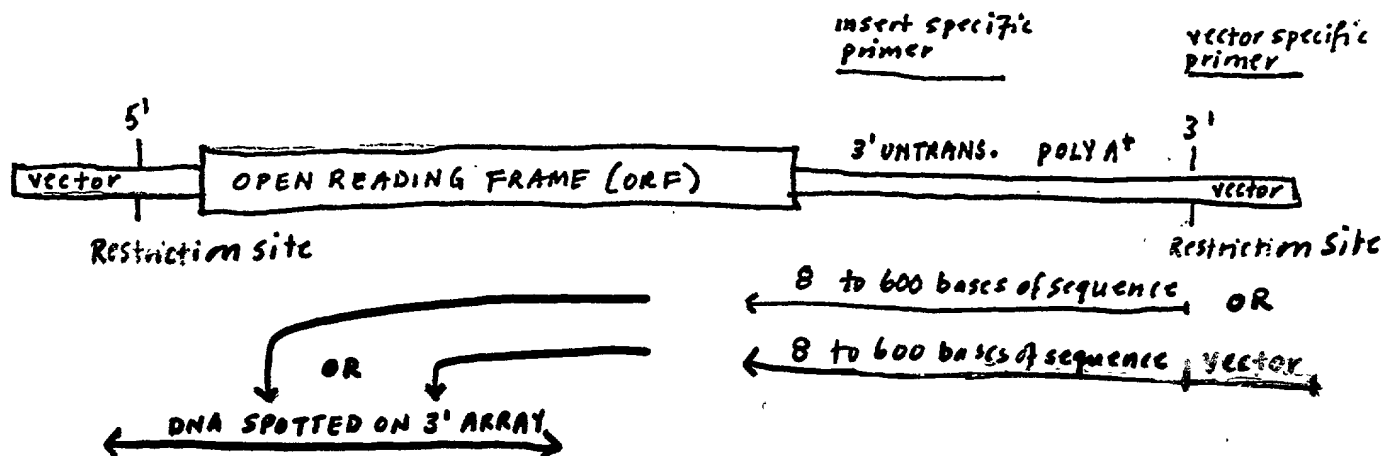 insert specific
primer
vector specific
primer
5'
3' UNTRANS. POLY A+
3'
vector
OPEN READING FRAME (ORF)
vector
Restriction site
Restriction Site
8 to 600 bases of sequence
OR
8 to 600 bases of sequence vector
OR
DNA SPOTTED ON 3' ARRAY